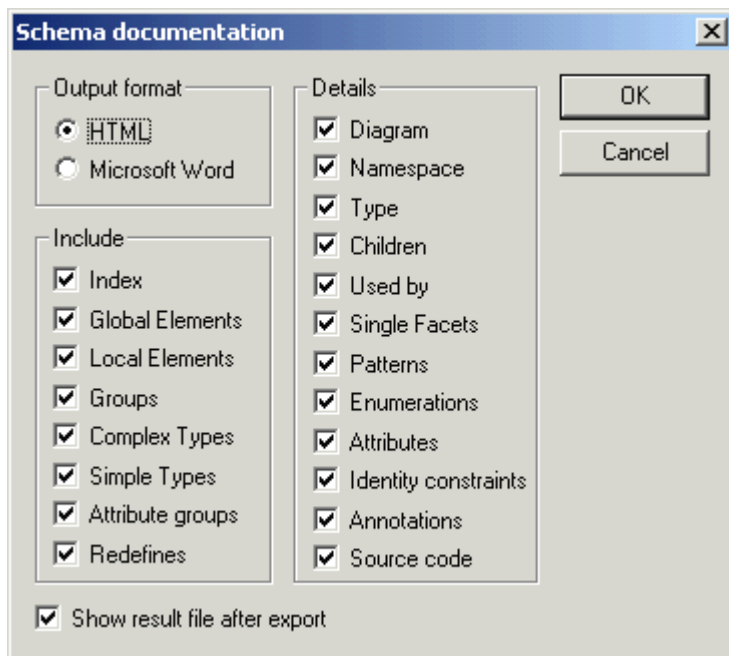 Schema documentation
Output format
HTML
Microsoft Word
Include
Index
Global Elements
Local Elements
Groups
Complex Types
Simple Types
Attribute groups
Redefines
Details
Diagram
Namespace
Type
Children
Used by
Single Facets
Patterns
Enumerations
Attributes
Identity constraints
Annotations
Source code
OK
Cancel
Show result file after export